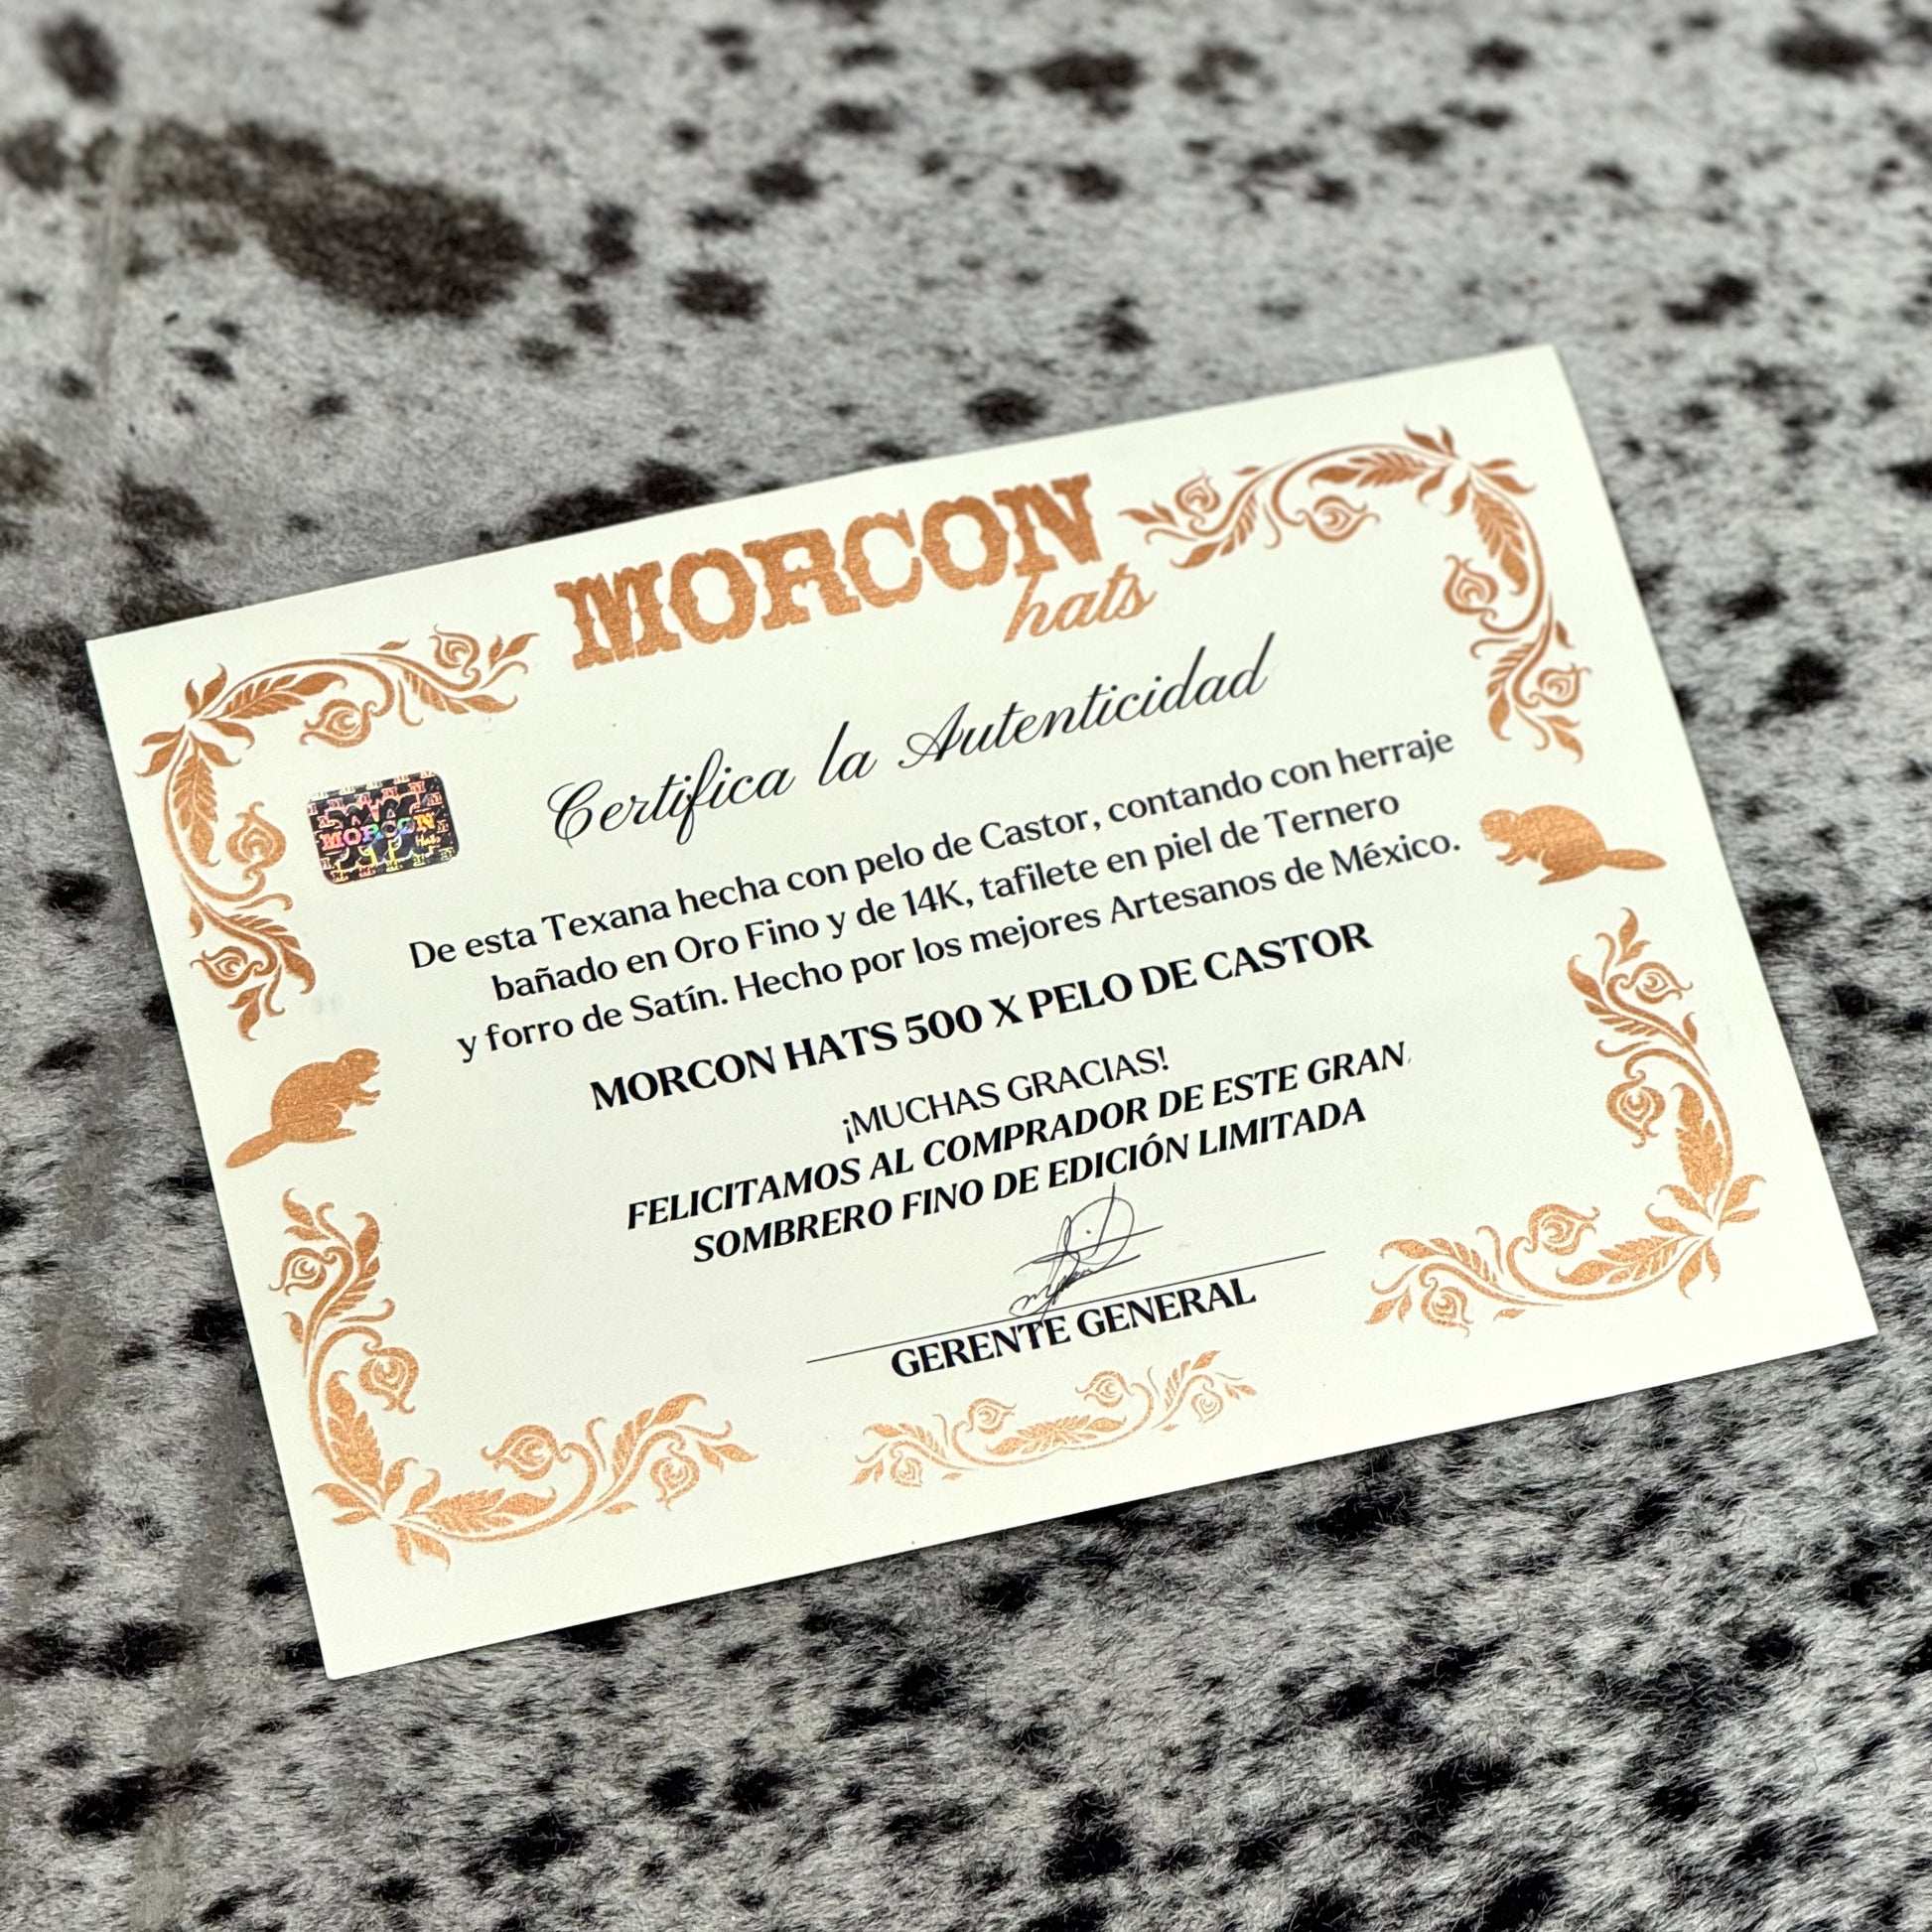 MORCON
hats
Certifica la Autenticidad
MORCON
Hats
De esta Texana hecha con pelo de Castor, contando con herraje
bañado en Oro Fino y de 14K, tafilete en piel de Ternero
y forro de Satín. Hecho por los mejores Artesanos de México.
MORCON HATS 500 X PELO DE CASTOR
¡MUCHAS GRACIAS!
FELICITAMOS AL COMPRADOR DE ESTE GRAN
SOMBRERO FINO DE EDICIÓN LIMITADA
GERENTE GENERAL